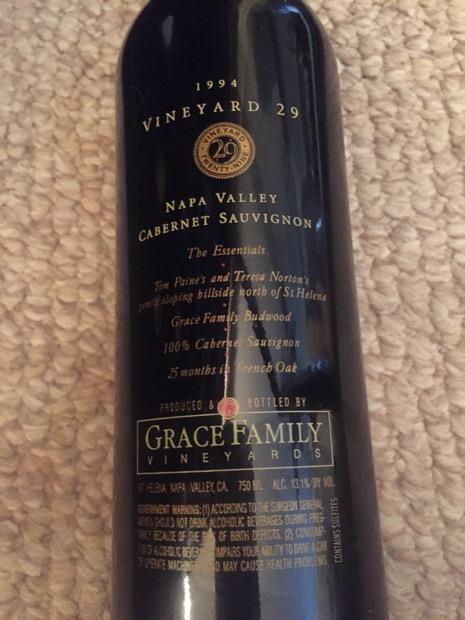 1994
VINEYARD 29
VINEYARD
29
TWENTY-NINE
NAPA VALLEY
CABERNET SAUVIGNON
The Essentials
Tom Paine's and Teresa Norton's
gently sloping hillside north of St. Helena
Grace Family Budwood
100% Cabernet Sauvignon
25 months in French Oak
PRODUCED & BOTTLED BY
GRACE FAMILY
VINEYARDS
ST. HELENA, NAPA VALLEY, CA. 750 ML ALC. 13.1% BY VOL.
GOVERNMENT WARNING: (1) ACCORDING TO THE SURGEON GENERAL,
WOMEN SHOULD NOT DRINK ALCOHOLIC BEVERAGES DURING PREG-
NANCY BECAUSE OF THE RISK OF BIRTH DEFECTS. (2) CONSUMP-
TION OF ALCOHOLIC BEVERAGES IMPAIRS YOUR ABILITY TO DRIVE A CAR
OR OPERATE MACHINERY, AND MAY CAUSE HEALTH PROBLEMS.
CONTAINS SULFITES